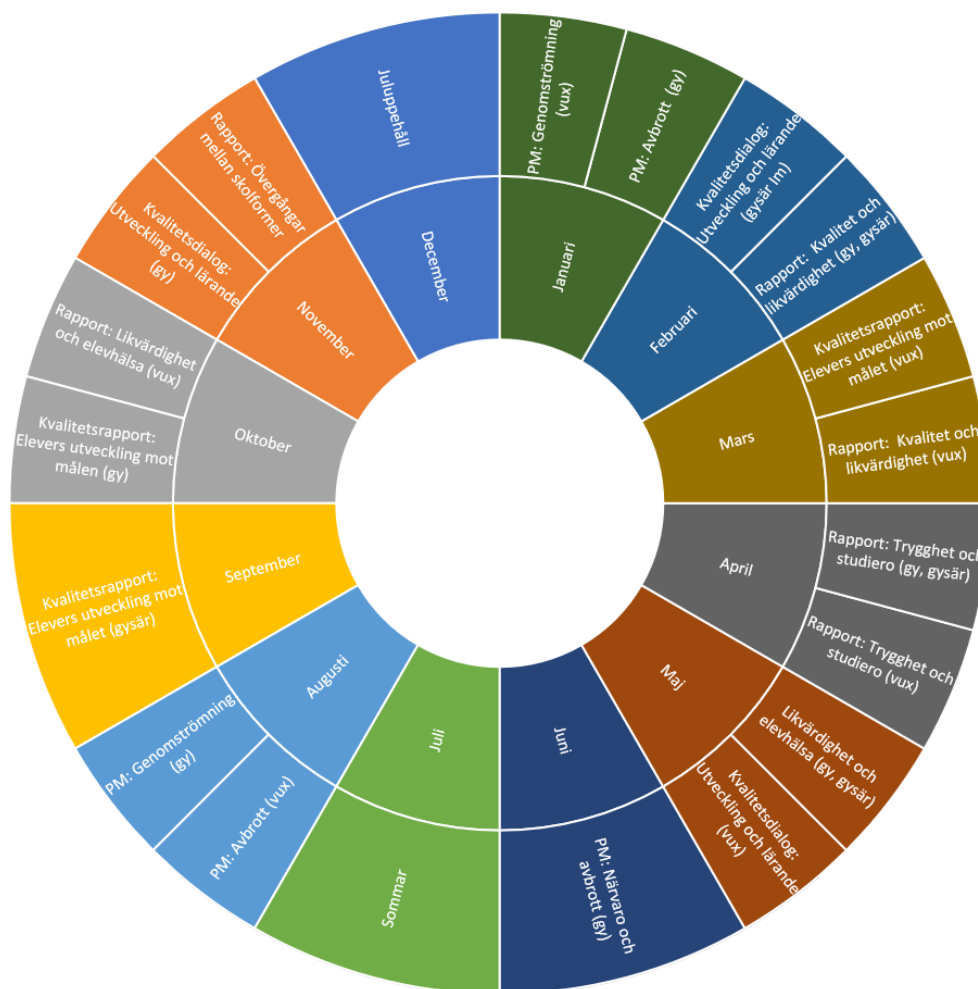 Januari
PM: Genomströmning
(vux)
PM: Avbrott (gy)
Februari
Kvalitetsdialog:
Utveckling och lärande
(gysär lm)
Rapport: Kvalitet och
likvärdighet (gy, gysär)
Mars
Kvalitetsrapport:
Elevers utveckling mot
målet (vux)
Rapport: Kvalitet och
likvärdighet (vux)
April
Rapport: Trygghet och
studiero (gy, gysär)
Rapport: Trygghet och
studiero (vux)
Maj
Likvärdighet och
elevhälsa (gy, gysär)
Kvalitetsdialog:
Utveckling och lärande
(vux)
Juni
PM: Närvaro och
avbrott (gy)
Juli
Sommar
Augusti
PM: Avbrott (vux)
PM: Genomströmning
(gy)
September
Kvalitetsrapport:
Elevers utveckling mot
målet (gysär)
Oktober
Kvalitetsrapport:
Elevers utveckling mot
målen (gy)
Rapport: Likvärdighet
och elevhälsa (vux)
November
Kvalitetsdialog:
Utveckling och lärande
(gy)
Rapport: Övergångar
mellan skolformer
December
Juluppehåll